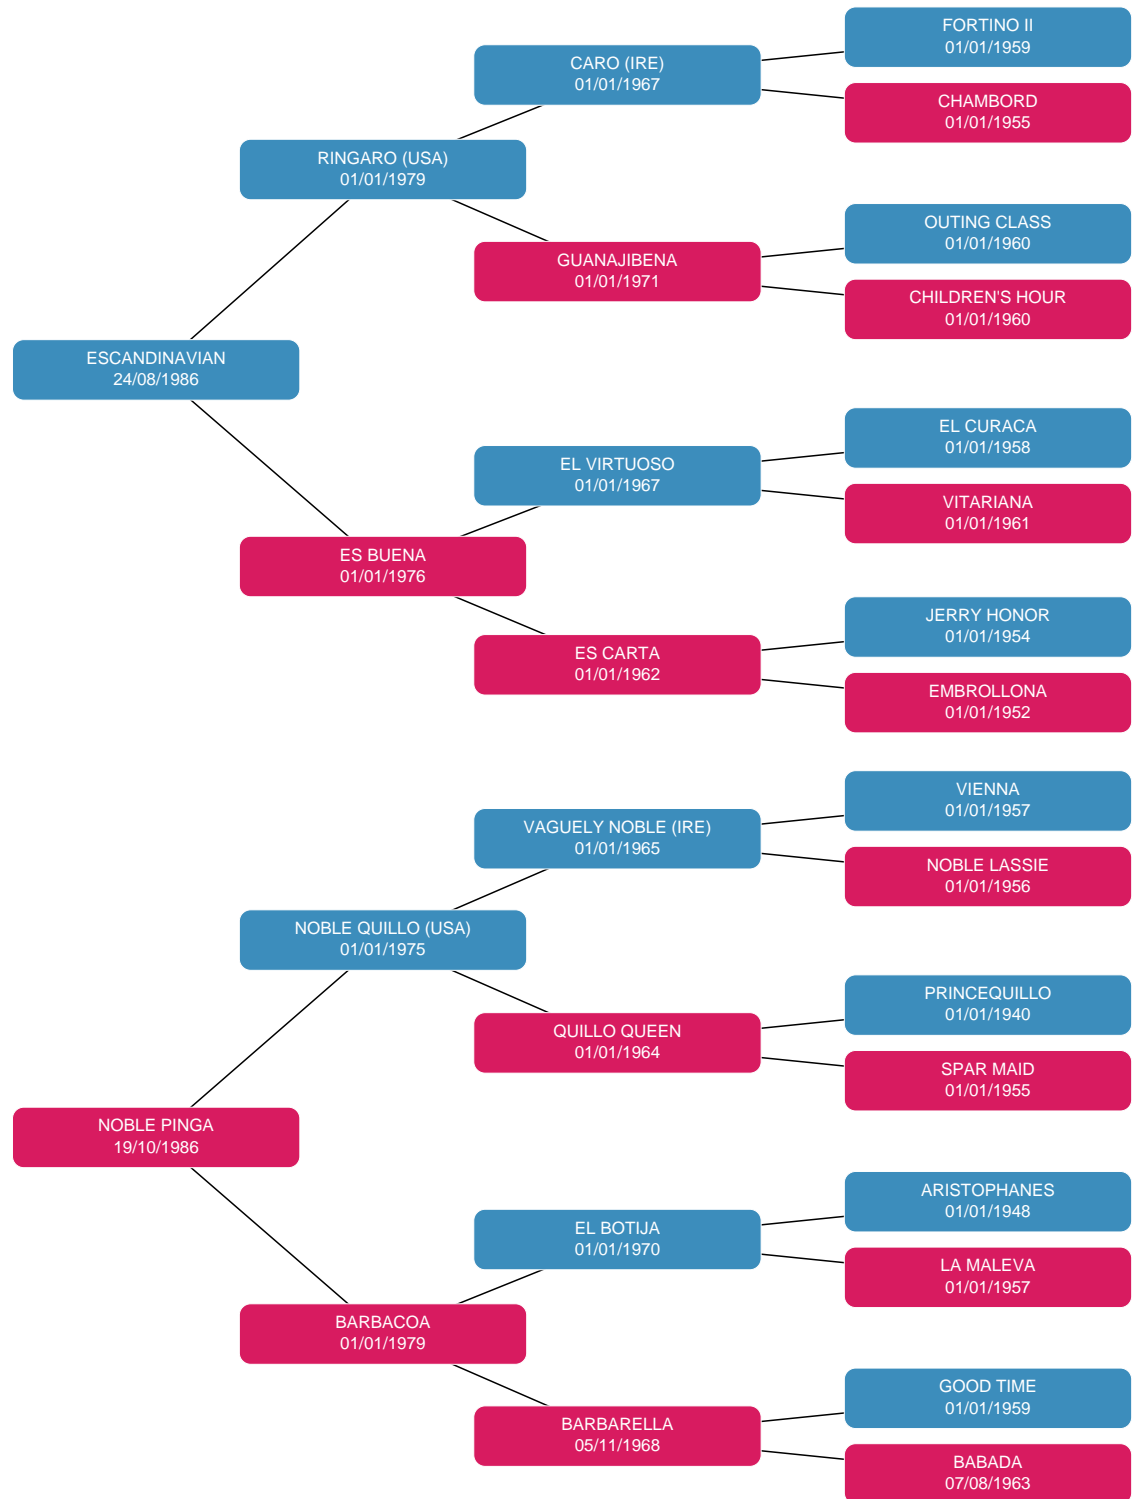 FORTINO II
01/01/1959
CARO (IRE)
01/01/1967
CHAMBORD
01/01/1955
RINGARO (USA)
01/01/1979
OUTING CLASS
01/01/1960
GUANAJIBENA
01/01/1971
CHILDREN'S HOUR
01/01/1960
ESCANDINAVIAN
24/08/1986
EL CURACA
01/01/1958
EL VIRTUOSO
01/01/1967
VITARIANA
01/01/1961
ES BUENA
01/01/1976
JERRY HONOR
01/01/1954
ES CARTA
01/01/1962
EMBROLLONA
01/01/1952
VIENNA
01/01/1957
VAGUELY NOBLE (IRE)
01/01/1965
NOBLE LASSIE
01/01/1956
NOBLE QUILLO (USA)
01/01/1975
PRINCEQUILLO
01/01/1940
QUILLO QUEEN
01/01/1964
SPAR MAID
01/01/1955
NOBLE PINGA
19/10/1986
ARISTOPHANES
01/01/1948
EL BOTIJA
01/01/1970
LA MALEVA
01/01/1957
BARBACOA
01/01/1979
GOOD TIME
01/01/1959
BARBARELLA
05/11/1968
BABADA
07/08/1963